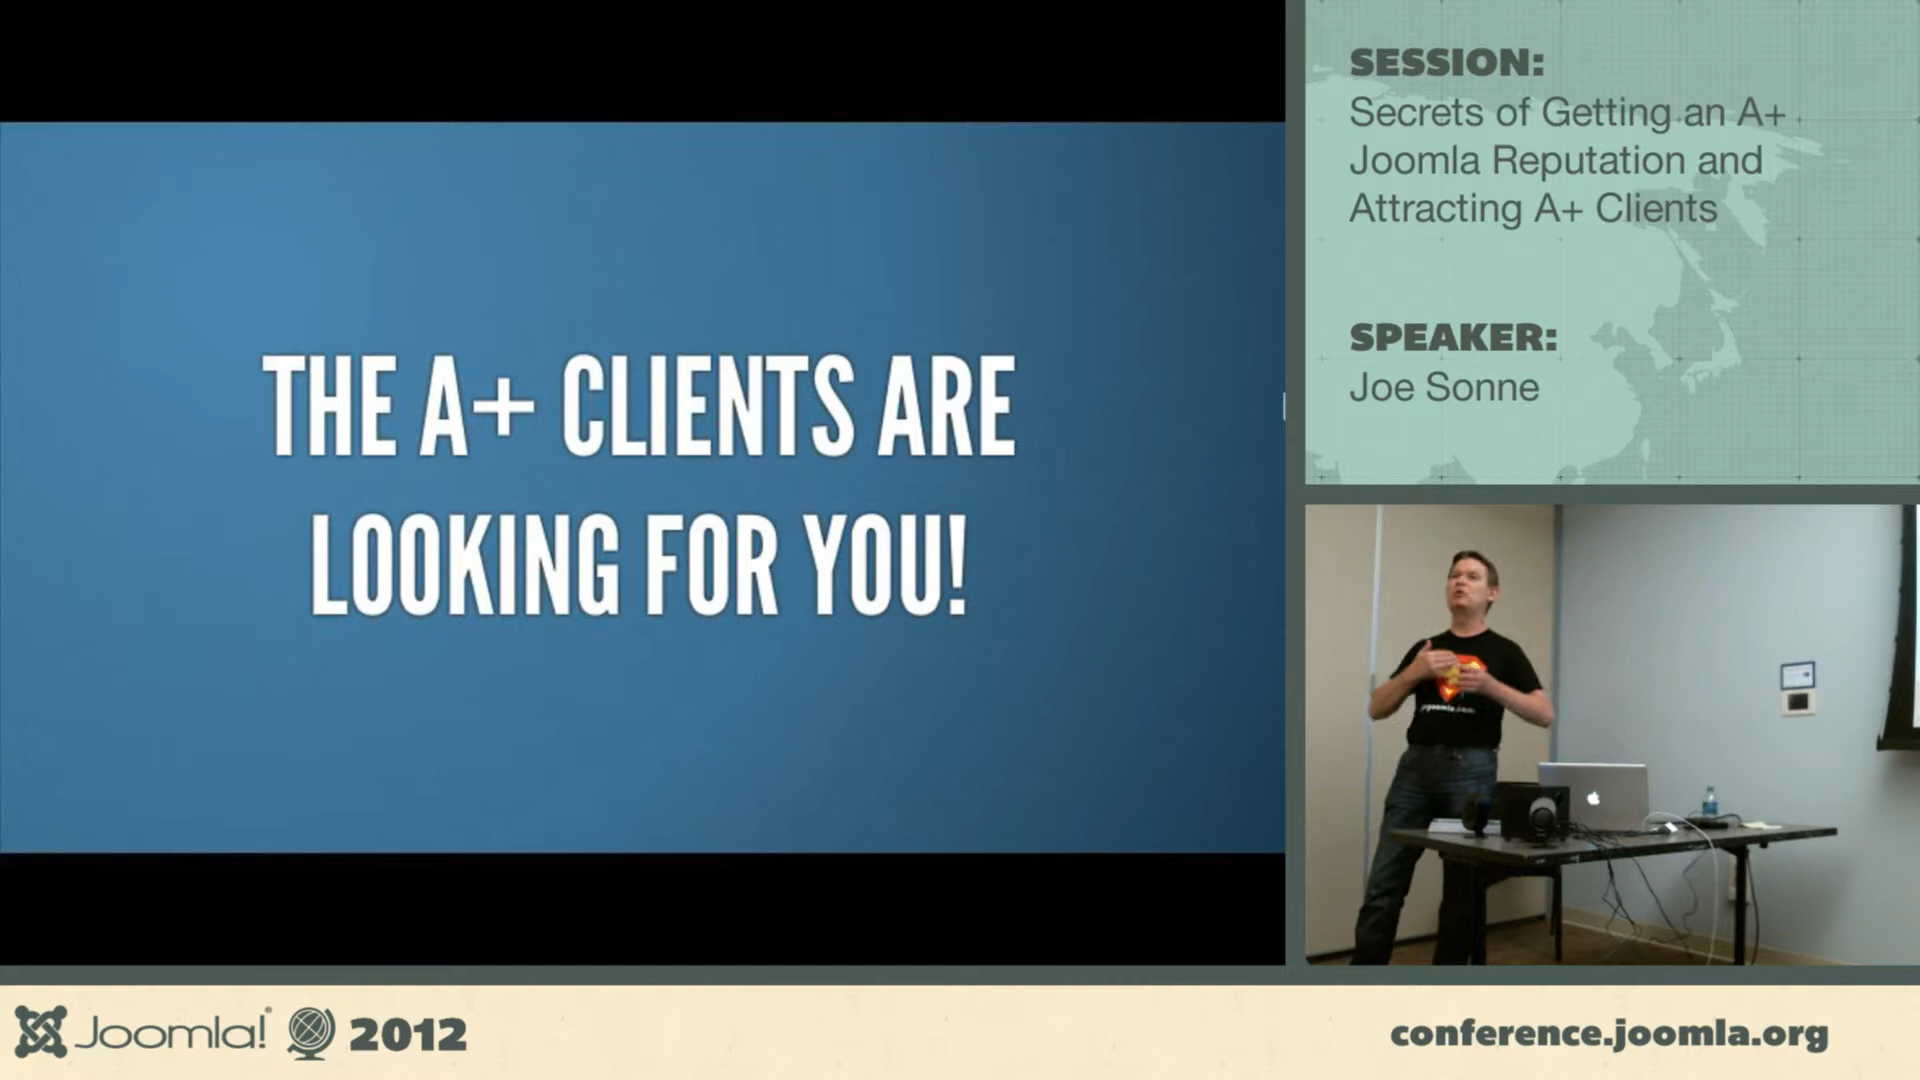 THE A+ CLIENTS ARE
LOOKING FOR YOU!
SESSION:
Secrets of Getting an A+
Joomla Reputation and
Attracting A+ Clients
SPEAKER:
Joe Sonne
Joomla!® 2012
conference.joomla.org